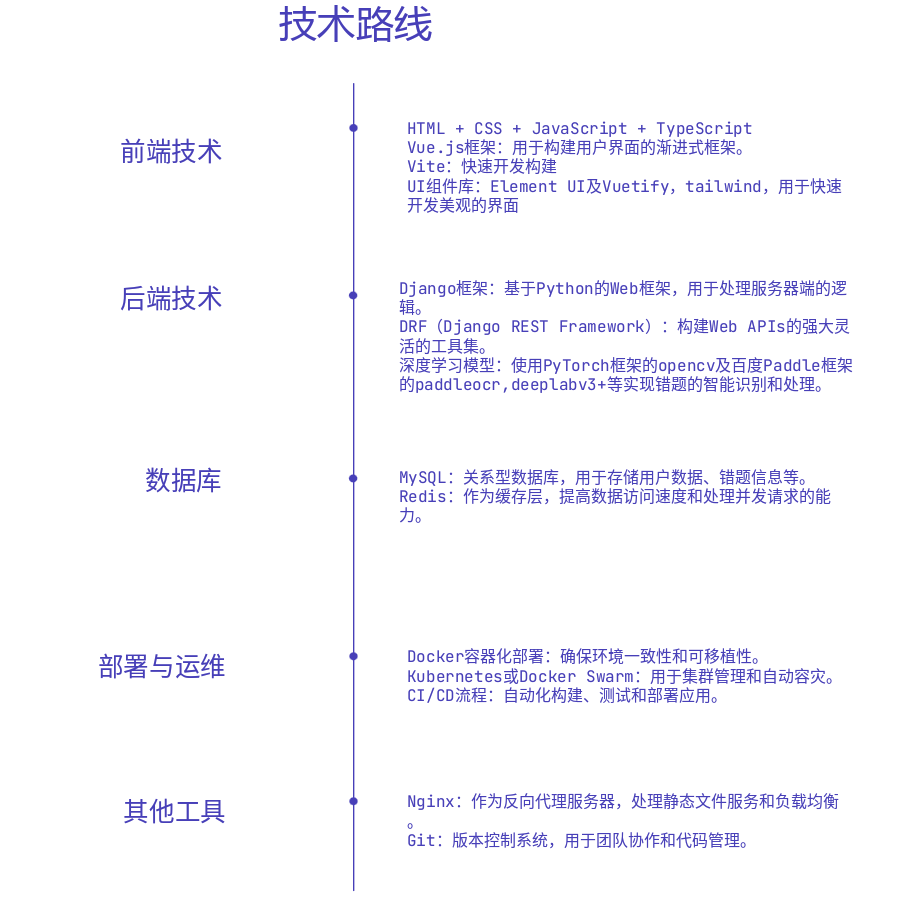 技术路线
前端技术
HTML + CSS + JavaScript + TypeScript
Vue.js框架：用于构建用户界面的渐进式框架。
Vite：快速开发构建
UI组件库：Element UI及Vuetify，tailwind，用于快速
开发美观的界面
后端技术
Django框架：基于Python的Web框架，用于处理服务器端的逻
辑。
DRF（Django REST Framework）：构建Web APIs的强大灵
活的工具集。
深度学习模型：使用PyTorch框架的opencv及百度Paddle框架
的paddleocr,deeplabv3+等实现错题的智能识别和处理。
数据库
MySQL：关系型数据库，用于存储用户数据、错题信息等。
Redis：作为缓存层，提高数据访问速度和处理并发请求的能
力。
部署与运维
Docker容器化部署：确保环境一致性和可移植性。
Kubernetes或Docker Swarm：用于集群管理和自动容灾。
CI/CD流程：自动化构建、测试和部署应用。
其他工具
Nginx：作为反向代理服务器，处理静态文件服务和负载均衡
。
Git：版本控制系统，用于团队协作和代码管理。